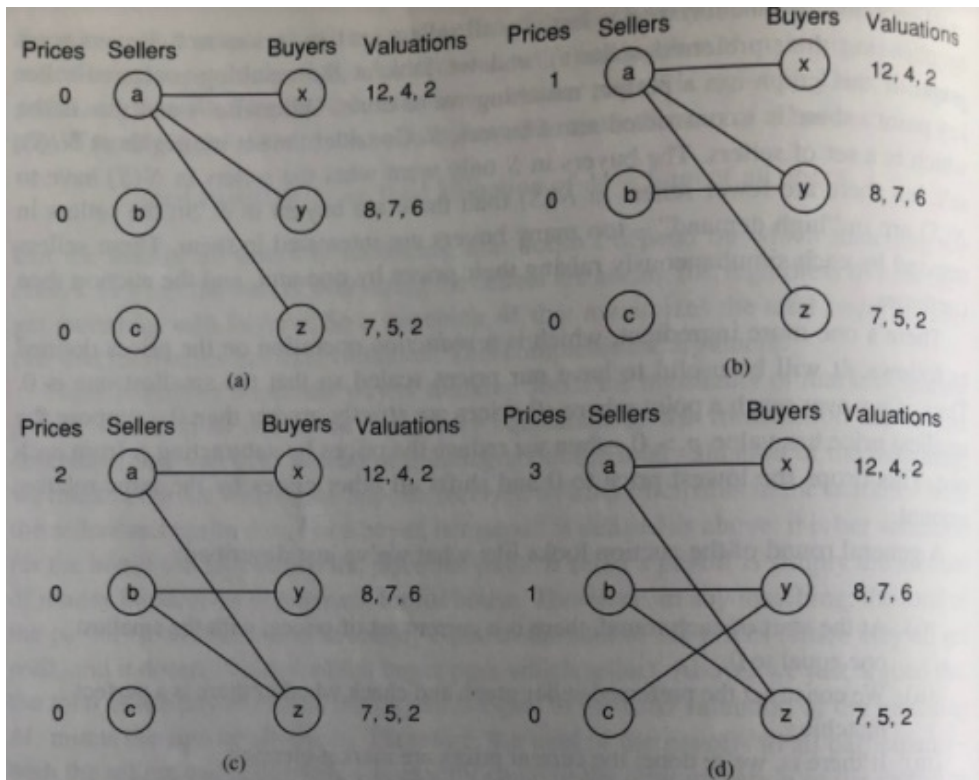 Prices Sellers Buyers Valuations
0 a x 12, 4, 2
0 b y 8, 7, 6
0 c z 7, 5, 2
(a)
Prices Sellers Buyers Valuations
1 a x 12, 4, 2
0 b y 8, 7, 6
0 c z 7, 5, 2
(b)
Prices Sellers Buyers Valuations
2 a x 12, 4, 2
0 b y 8, 7, 6
0 c z 7, 5, 2
(c)
Prices Sellers Buyers Valuations
3 a x 12, 4, 2
1 b y 8, 7, 6
0 c z 7, 5, 2
(d)